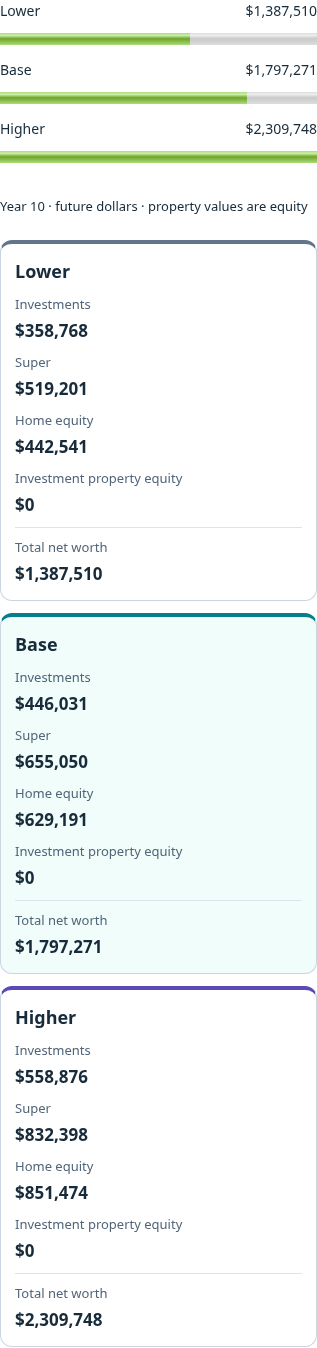 Lower $1,387,510
Base $1,797,271
Higher $2,309,748
Year 10 · future dollars · property values are equity
Lower
Investments
$358,768
Super
$519,201
Home equity
$442,541
Investment property equity
$0
Total net worth
$1,387,510
Base
Investments
$446,031
Super
$655,050
Home equity
$629,191
Investment property equity
$0
Total net worth
$1,797,271
Higher
Investments
$558,876
Super
$832,398
Home equity
$851,474
Investment property equity
$0
Total net worth
$2,309,748